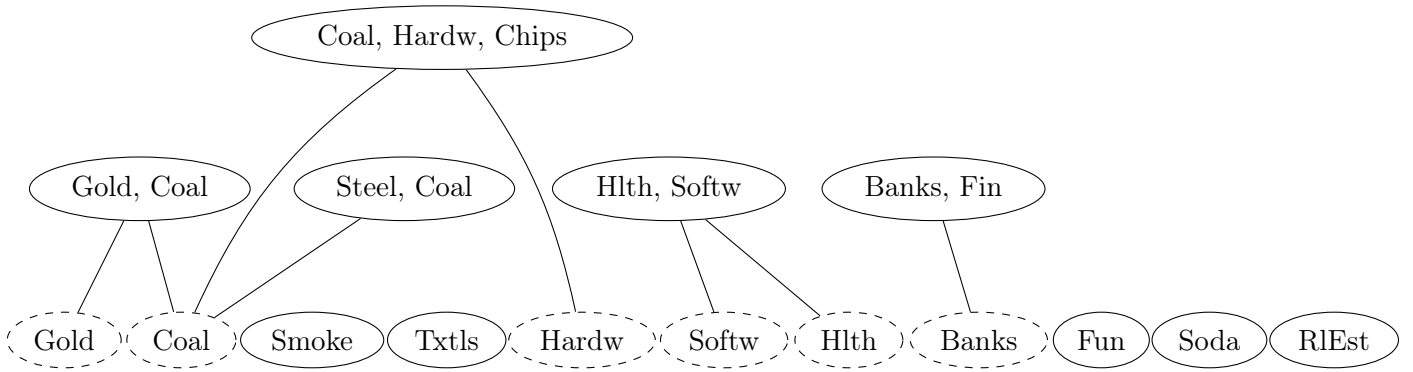 Coal, Hardw, Chips
Gold, Coal
Steel, Coal
Hlth, Softw
Banks, Fin
Gold
Coal
Smoke
Txtls
Hardw
Softw
Hlth
Banks
Fun
Soda
RlEst